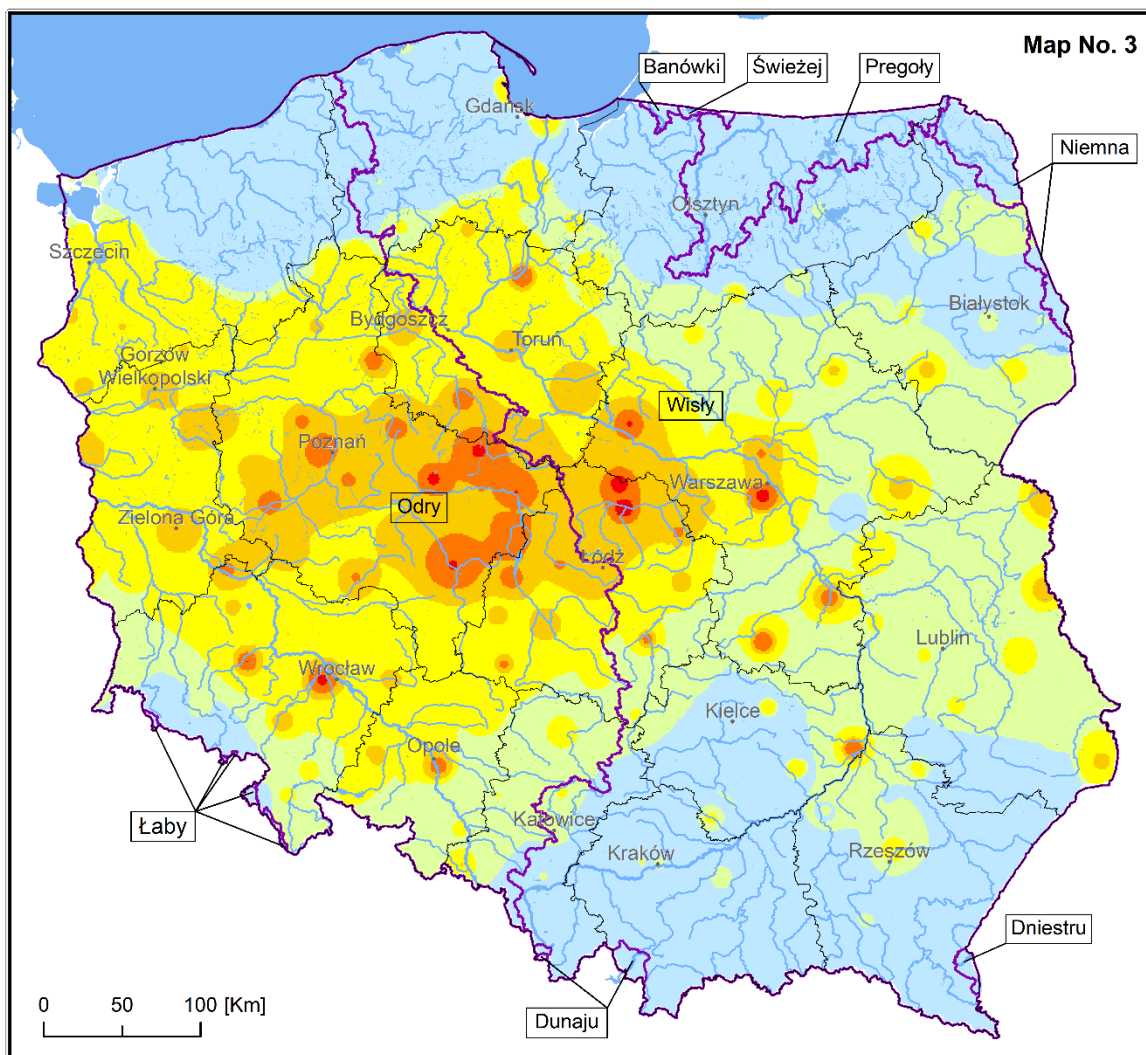 Map No. 3
Banówki
Świeżej
Pregoły
Gdańsk
Niemna
Olsztyn
Szczecin
Białystok
Bydgoszcz
Toruń
Gorzów
Wielkopolski
Wisły
Poznań
Warszawa
Odry
Zielona Góra
Łódź
Lublin
Wrocław
Kielce
Opole
Łaby
Katowice
Kraków
Rzeszów
Dniestru
0 50 100 [Km]
Dunaju